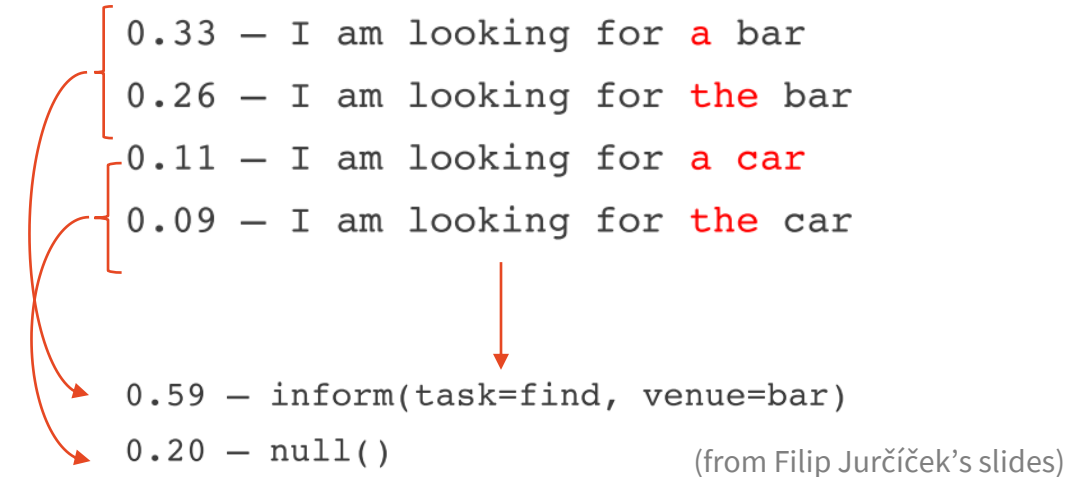 0.33 – I am looking for a bar
0.26 – I am looking for the bar
0.11 – I am looking for a car
0.09 – I am looking for the car
0.59 – inform(task=find, venue=bar)
0.20 – null()
(from Filip Jurčíček’s slides)